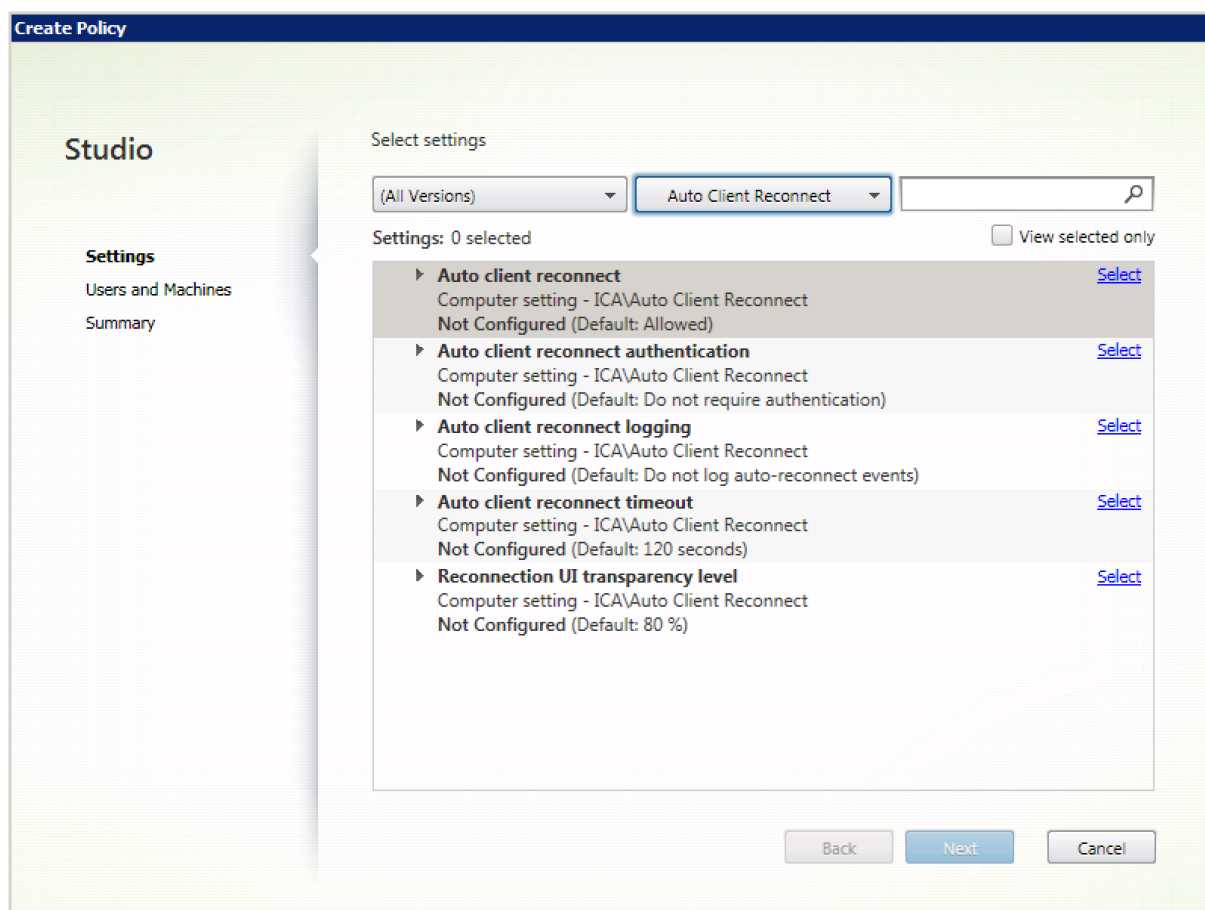 Create Policy
Studio
Settings
Users and Machines
Summary
Select settings
(All Versions) Auto Client Reconnect
Settings: 0 selected View selected only
Auto client reconnect Select
Computer setting - ICA\Auto Client Reconnect
Not Configured (Default: Allowed)
Auto client reconnect authentication Select
Computer setting - ICA\Auto Client Reconnect
Not Configured (Default: Do not require authentication)
Auto client reconnect logging Select
Computer setting - ICA\Auto Client Reconnect
Not Configured (Default: Do not log auto-reconnect events)
Auto client reconnect timeout Select
Computer setting - ICA\Auto Client Reconnect
Not Configured (Default: 120 seconds)
Reconnection UI transparency level Select
Computer setting - ICA\Auto Client Reconnect
Not Configured (Default: 80 %)
Back Next Cancel